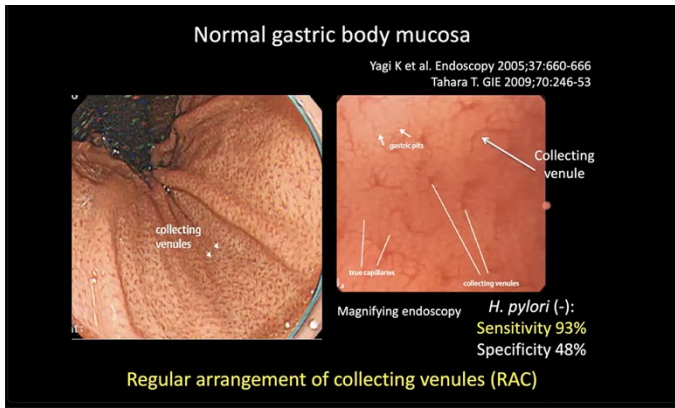 Normal gastric body mucosa
Yagi K et al. Endoscopy 2005;37:660-666
Tahara T. GIE 2009;70:246-53
collecting
venules
gastric pits
Collecting
venule
true capillaries
collecting venules
Magnifying endoscopy
H. pylori (-):
Sensitivity 93%
Specificity 48%
Regular arrangement of collecting venules (RAC)